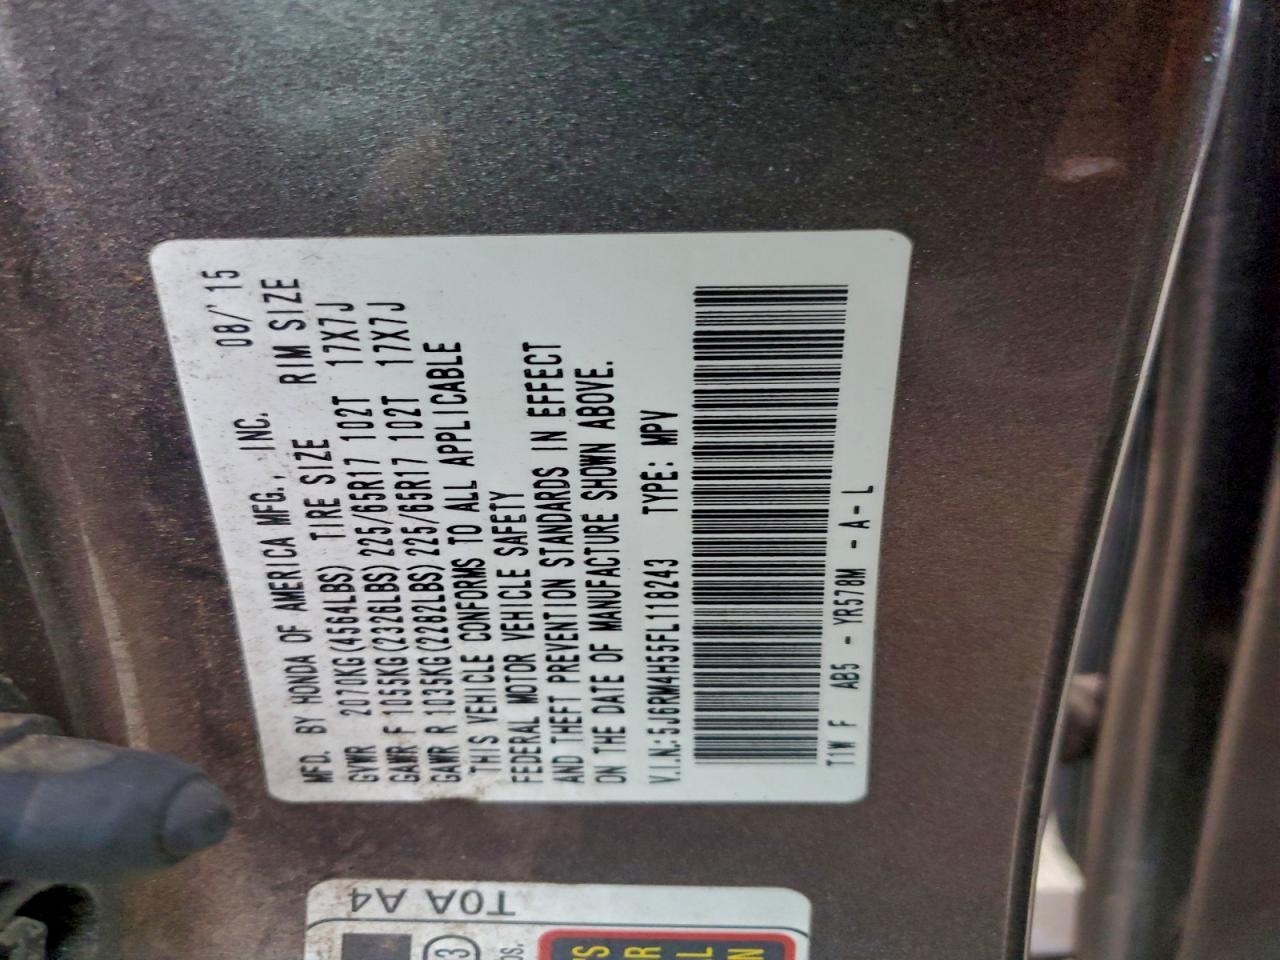 MFD. BY HONDA OF AMERICA MFG., INC. 08/'15
GVWR 2070KG(4564LBS) TIRE SIZE RIM SIZE
GAWR F 1055KG(2326LBS)225/65R17 102T 17X7J
GAWR R 1035KG(2282LBS)225/65R17 102T 17X7J
THIS VEHICLE CONFORMS TO ALL APPLICABLE
FEDERAL MOTOR VEHICLE SAFETY
AND THEFT PREVENTION STANDARDS IN EFFECT
ON THE DATE OF MANUFACTURE SHOWN ABOVE.
V.I.N.:5J6RM4H55FL118243 TYPE: MPV
T1W F AB5 - YR578M - A - L
T0A A4
3